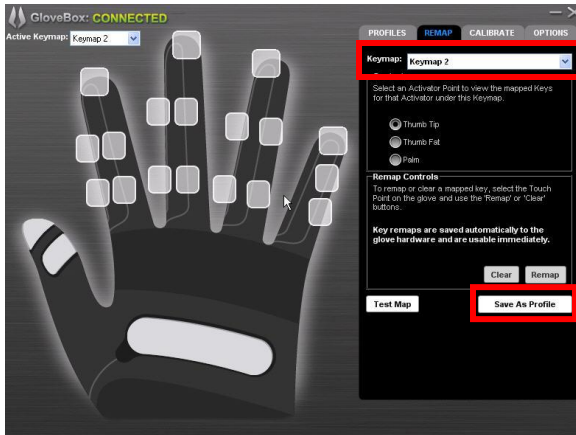 GloveBox: CONNECTED
Active Keymap: Keymap 2
PROFILES REMAP CALIBRATE OPTIONS
Keymap: Keymap 2
Select an Activator Point to view the mapped Keys
for that Activator under this Keymap.
Thumb Tip
Thumb Fat
Palm
Remap Controls
To remap or clear a mapped key, select the Touch
Point on the glove and use the 'Remap' or 'Clear'
buttons.
Key remaps are saved automatically to the
glove hardware and are usable immediately.
Clear Remap
Test Map Save As Profile